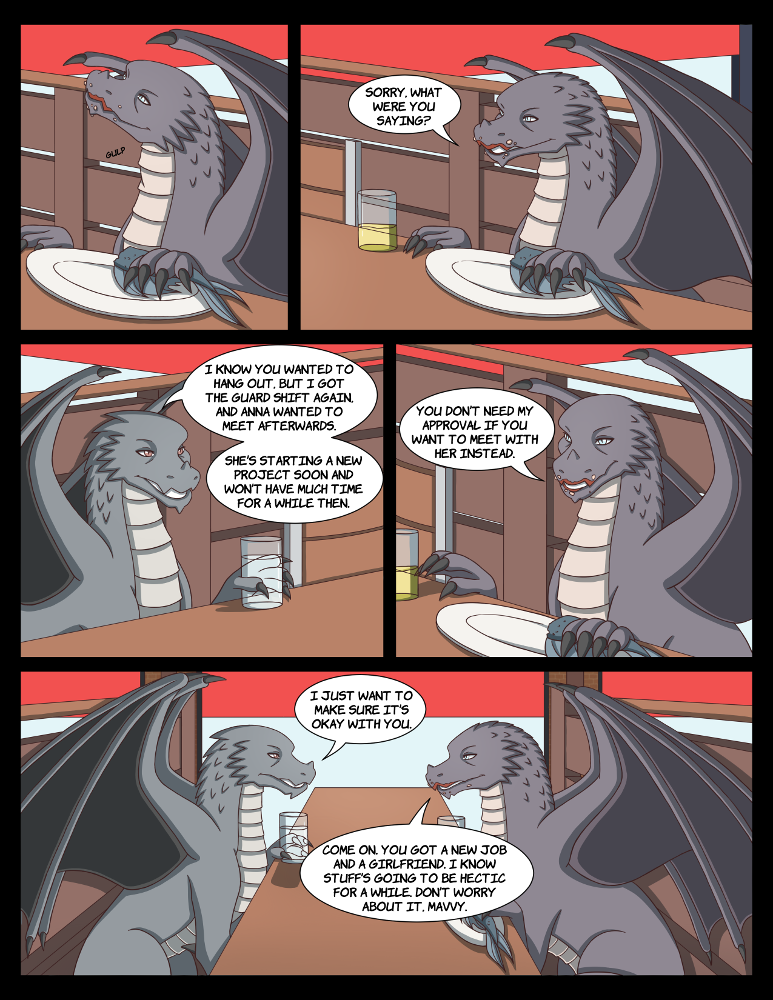 GULP
SORRY, WHAT
WERE YOU
SAYING?
I KNOW YOU WANTED TO
HANG OUT, BUT I GOT
THE GUARD SHIFT AGAIN,
AND ANNA WANTED TO
MEET AFTERWARDS.
SHE'S STARTING A NEW
PROJECT SOON AND
WON'T HAVE MUCH TIME
FOR A WHILE THEN.
YOU DON'T NEED MY
APPROVAL IF YOU
WANT TO MEET WITH
HER INSTEAD.
I JUST WANT TO
MAKE SURE IT'S
OKAY WITH YOU.
COME ON. YOU GOT A NEW JOB
AND A GIRLFRIEND. I KNOW
STUFF'S GOING TO BE HECTIC
FOR A WHILE. DON'T WORRY
ABOUT IT, MAVVY.